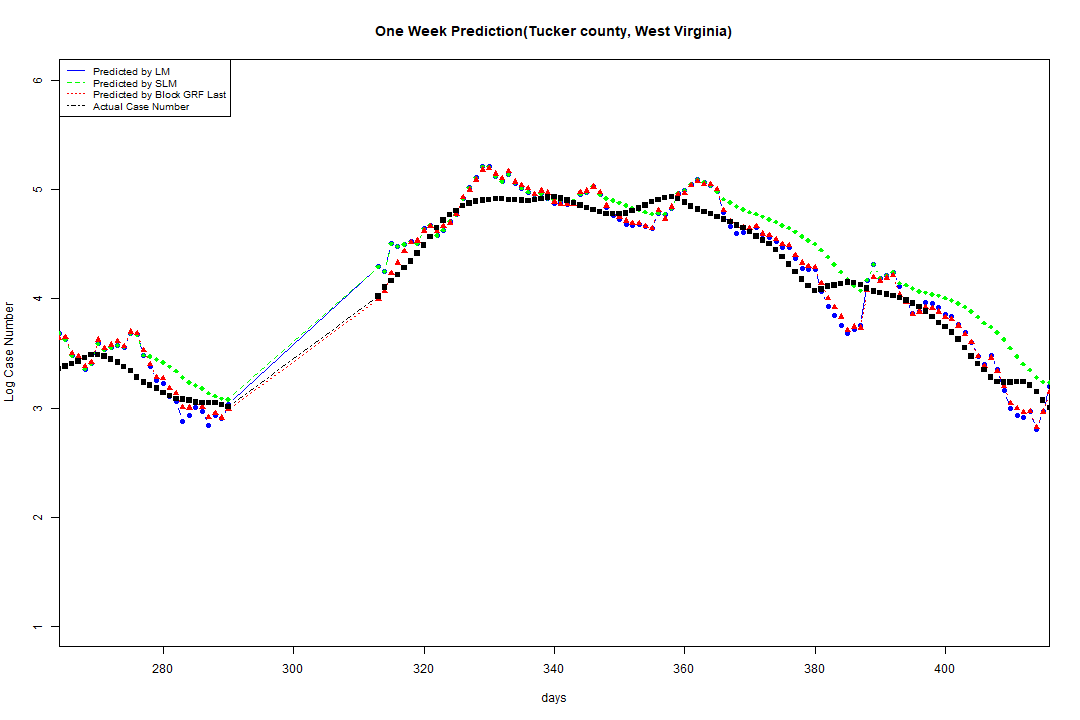 One Week Prediction(Tucker county, West Virginia)
Predicted by LM
Predicted by SLM
Predicted by Block GRF Last
Actual Case Number
6
5
4
3
2
1
Log Case Number
280 300 320 340 360 380 400
days